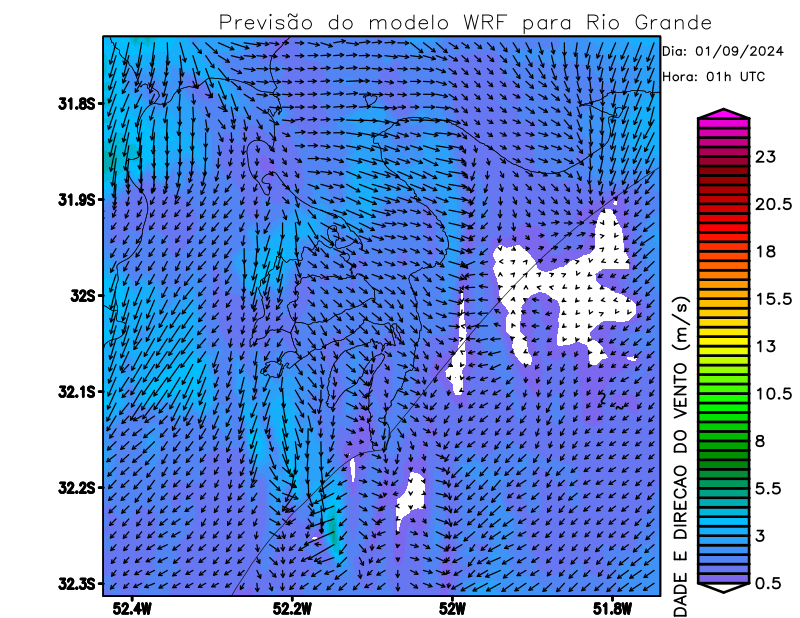 Previsão do modelo WRF para Rio Grande
Dia: 01/09/2024
Hora: 01h UTC
31.8S
31.9S
32S
32.1S
32.2S
32.3S
52.4W
52.2W
52W
51.8W
DADE E DIRECAO DO VENTO (m/s)
23
20.5
18
15.5
13
10.5
8
5.5
3
0.5